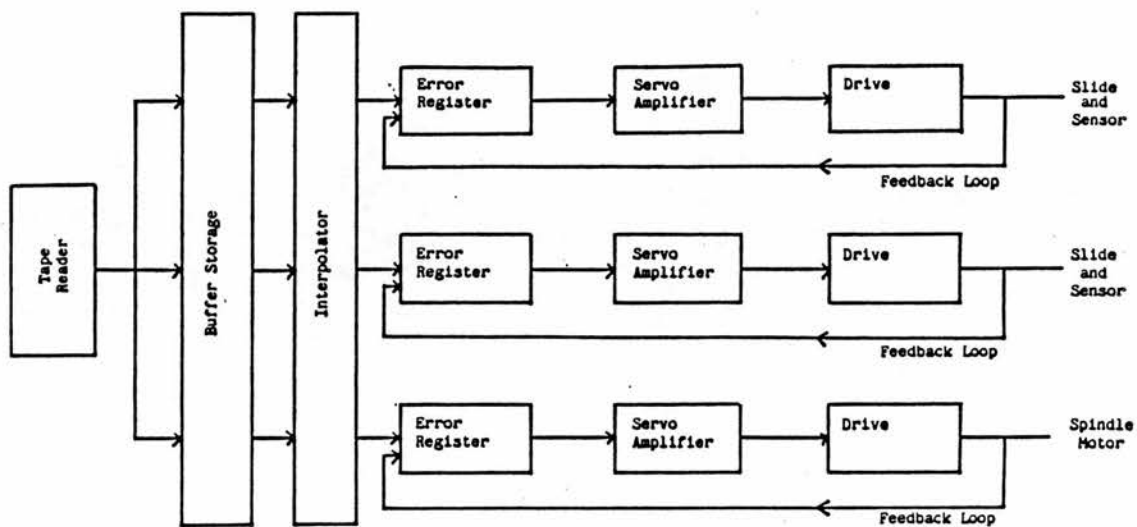 Tape
Reader
Buffer Storage
Interpolator
Error
Register
Servo
Amplifier
Drive
Slide
and
Sensor
Feedback Loop
Error
Register
Servo
Amplifier
Drive
Slide
and
Sensor
Feedback Loop
Error
Register
Servo
Amplifier
Drive
Spindle
Motor
Feedback Loop